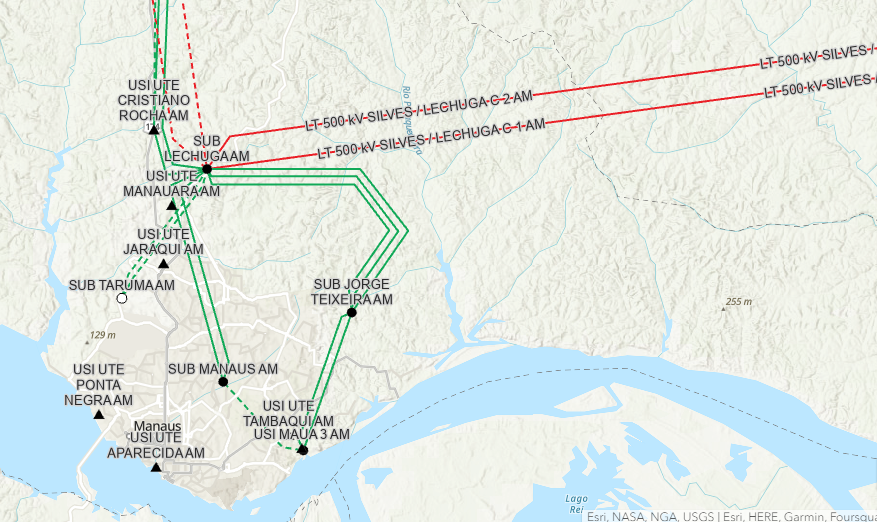 LT 500 kV SILVES /
LT 500 kV SILVES /
USI UTE
CRISTIANO
ROCHA AM
LT 500 kV SILVES / LECHUGA C 2 AM
LT 500 kV SILVES / LECHUGA C 1 AM
SUB
LECHUGA AM
USI UTE
MANAUARA AM
USI UTE
JARAQUI AM
SUB TARUMA AM
SUB JORGE
TEIXEIRA AM
255 m
129 m
SUB MANAUS AM
USI UTE
PONTA
NEGRA AM
USI UTE
TAMBAQUI AM
USI MAUA 3 AM
Manaus
USI UTE
APARECIDA AM
Lago
Rei
Esri, NASA, NGA, USGS | Esri, HERE, Garmin, Foursqua